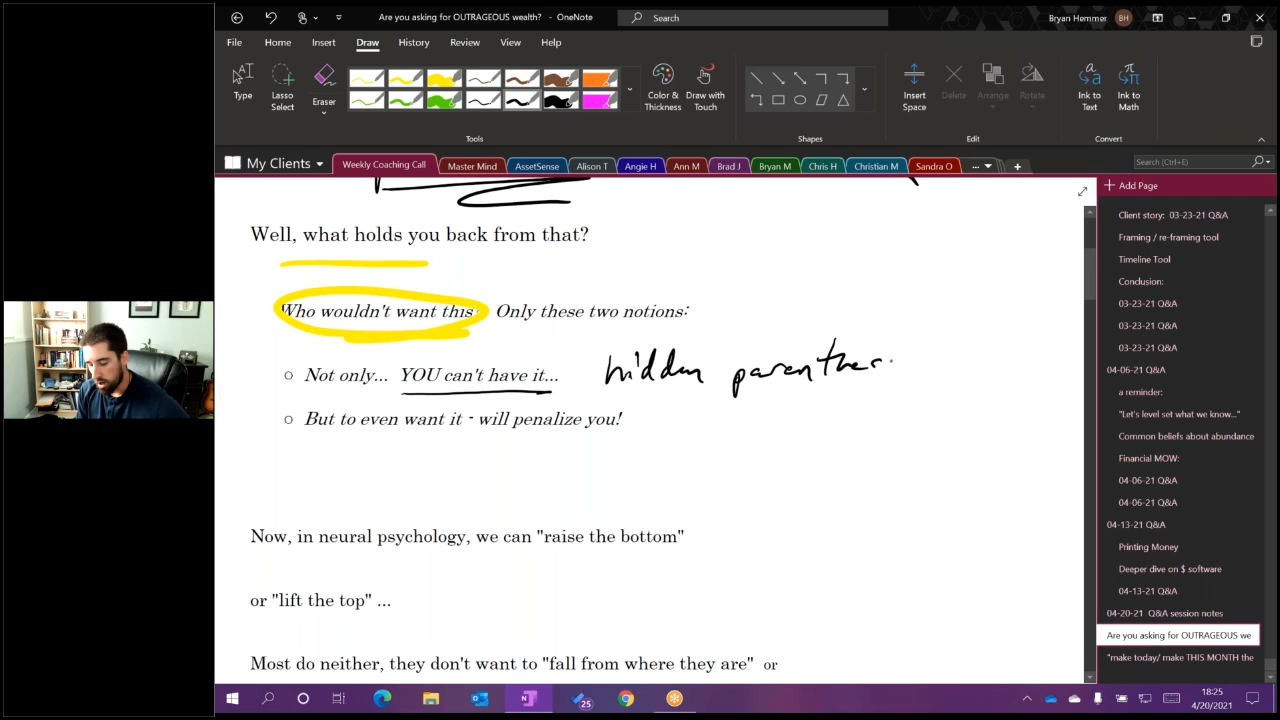 Are you asking for OUTRAGEOUS wealth? - OneNote
Search
Bryan Hemmer
BH
File Home Insert Draw History Review View Help
Type
Lasso Select
Eraser
Color & Thickness
Draw with Touch
Insert Space
Delete
Arrange
Rotate
Ink to Text
Ink to Math
Tools
Shapes
Edit
Convert
My Clients
Weekly Coaching Call
Master Mind
AssetSense
Alison T
Angie H
Ann M
Brad J
Bryan M
Chris H
Christian M
Sandra O
...
Search (Ctrl+E)
Well, what holds you back from that?
Who wouldn't want this Only these two notions:
Not only... YOU can't have it... hidden parenther
But to even want it - will penalize you!
Now, in neural psychology, we can "raise the bottom"
or "lift the top" ...
Most do neither, they don't want to "fall from where they are" or
Add Page
Client story: 03-23-21 Q&A
Framing / re-framing tool
Timeline Tool
Conclusion:
03-23-21 Q&A
03-23-21 Q&A
03-23-21 Q&A
04-06-21 Q&A
a reminder:
"Let's level set what we know..."
Common beliefs about abundance
Financial MOW:
04-06-21 Q&A
04-06-21 Q&A
04-13-21 Q&A
Printing Money
Deeper dive on $ software
04-13-21 Q&A
04-20-21 Q&A session notes
Are you asking for OUTRAGEOUS we
"make today/ make THIS MONTH the
25
18:25
4/20/2021